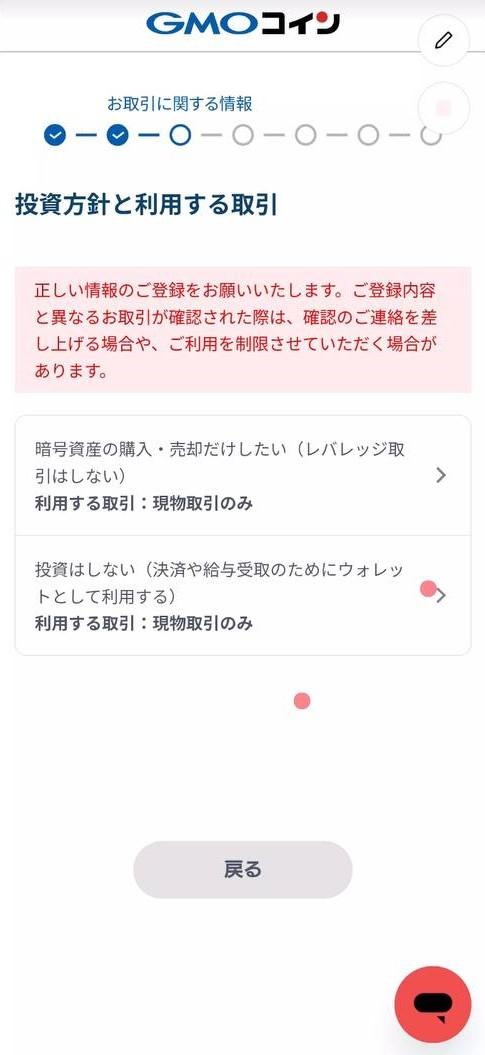 GMOコイン
お取引に関する情報
投資方針と利用する取引
正しい情報のご登録をお願いいたします。ご登録内容
と異なるお取引が確認された際は、確認のご連絡を差
し上げる場合や、ご利用を制限させていただく場合が
あります。
暗号資産の購入・売却だけしたい（レバレッジ取
引はしない）
利用する取引：現物取引のみ
投資はしない（決済や給与受取のためにウォレッ
トとして利用する）
利用する取引：現物取引のみ
戻る